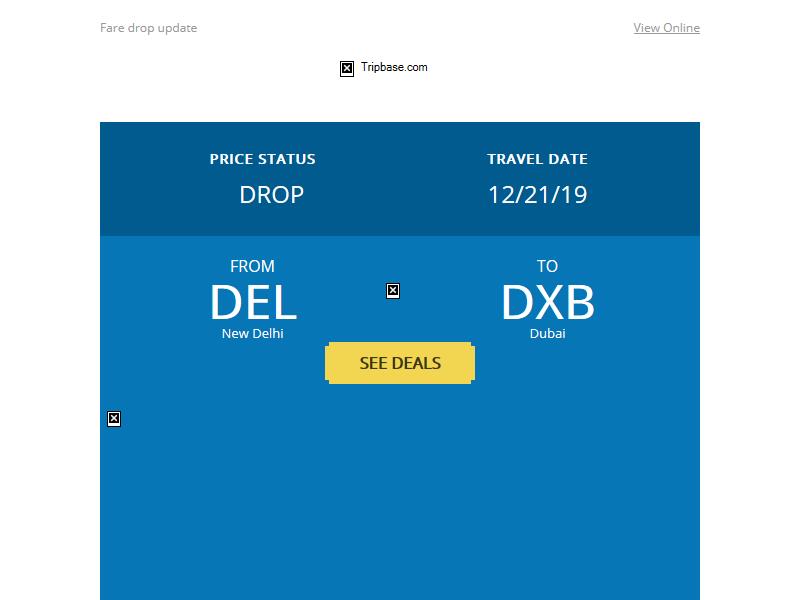 Fare drop update
View Online
Tripbase.com
PRICE STATUS
TRAVEL DATE
DROP
12/21/19
FROM
TO
DEL
DXB
New Delhi
Dubai
SEE DEALS